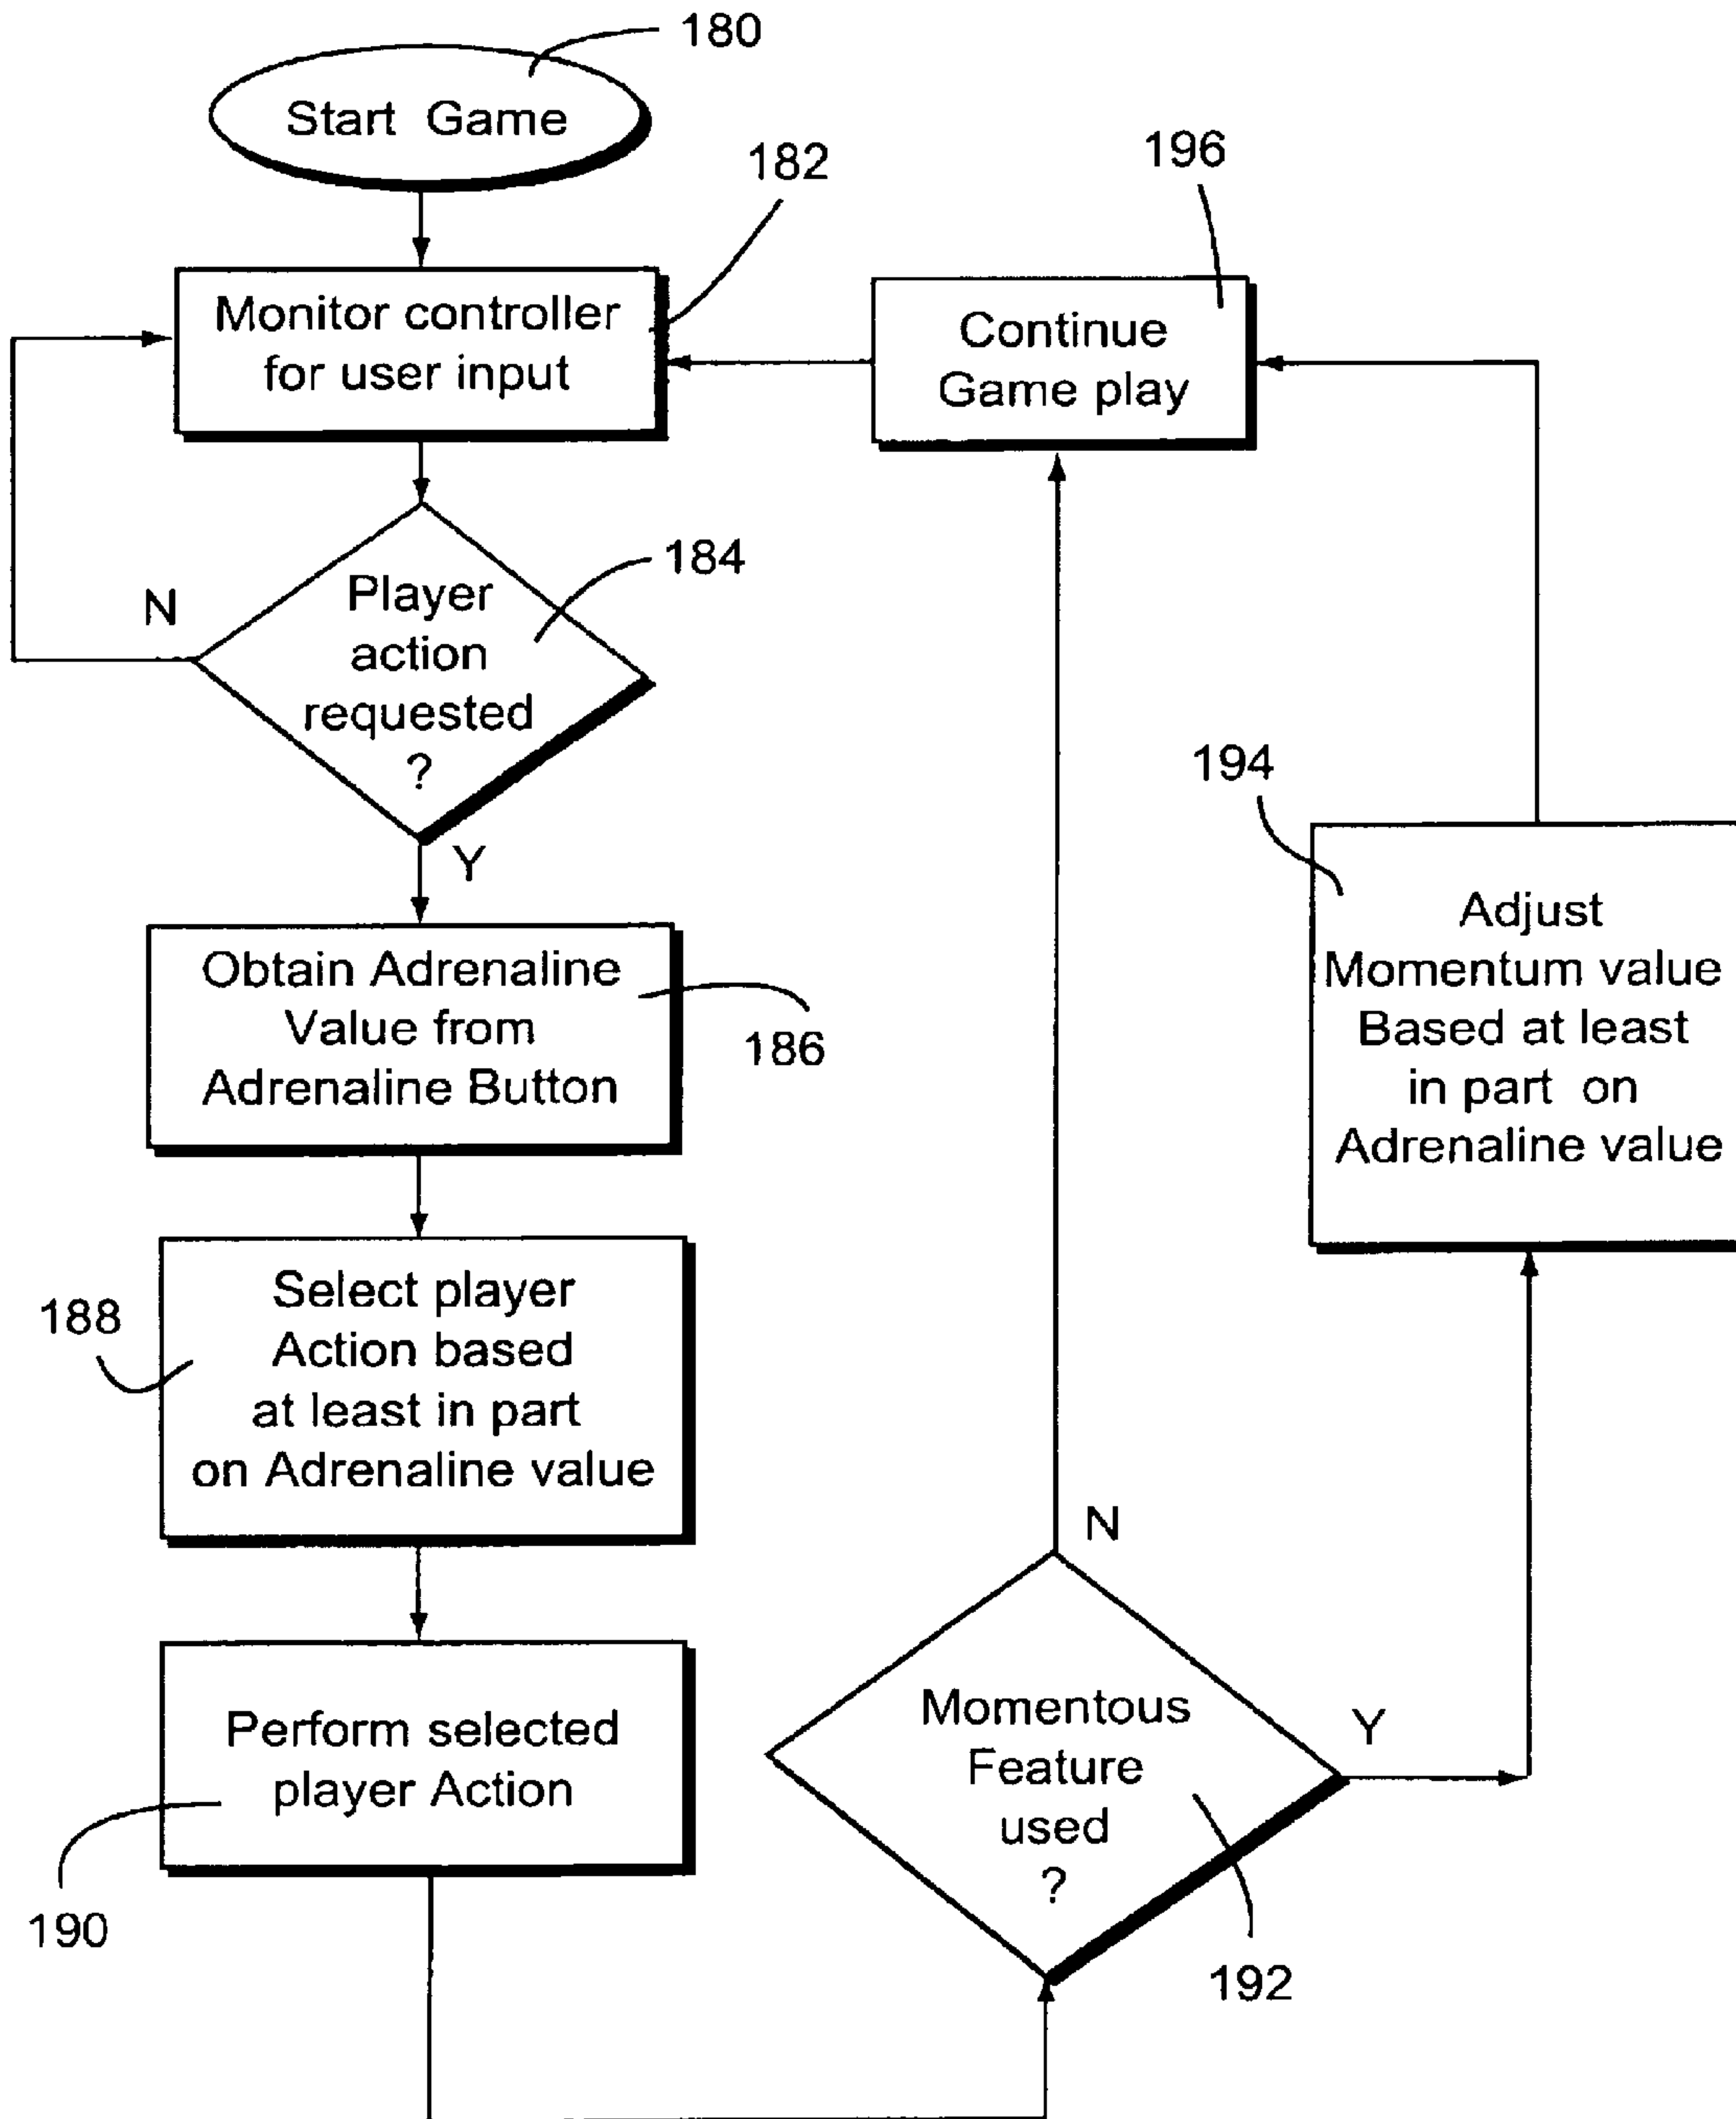 180
Start Game
182
Monitor controller
for user input
196
Continue
Game play
184
Player
action
requested
?
N
Y
Obtain Adrenaline
Value from
Adrenaline Button
186
188
Select player
Action based
at least in part
on Adrenaline value
Perform selected
player Action
190
Momentous
Feature
used
?
N
Y
192
194
Adjust
Momentum value
Based at least
in part on
Adrenaline value